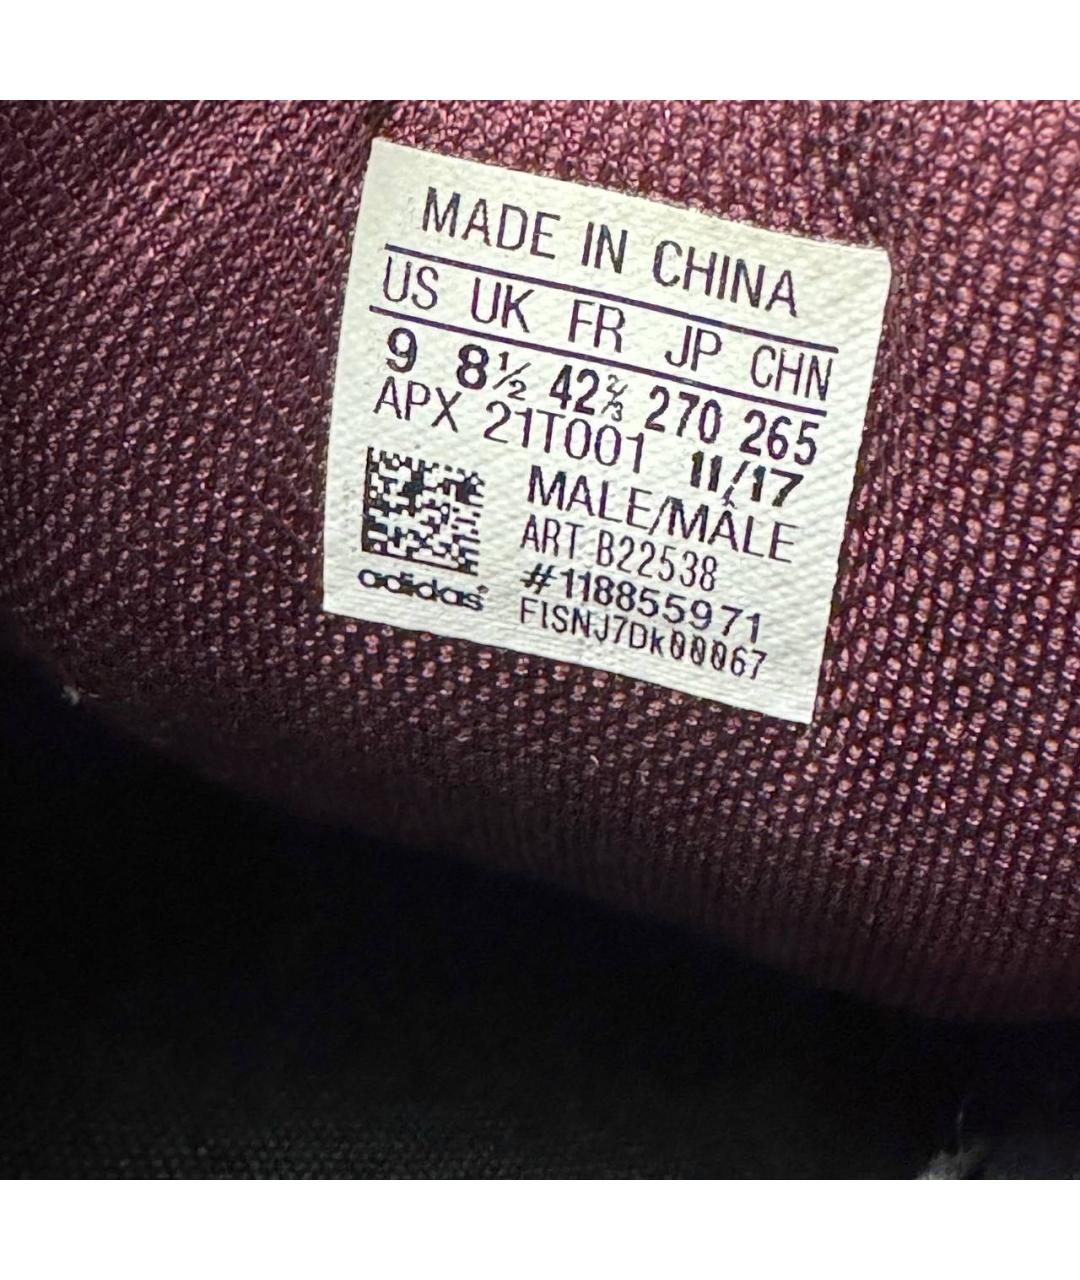 MADE IN CHINA
US UK FR JP CHN
9 8½ 42⅔ 270 265
APX 21T001 11/17
MALE/MÂLE
ART B22538
#118855971
adidas
F1SNJ7Dk00067